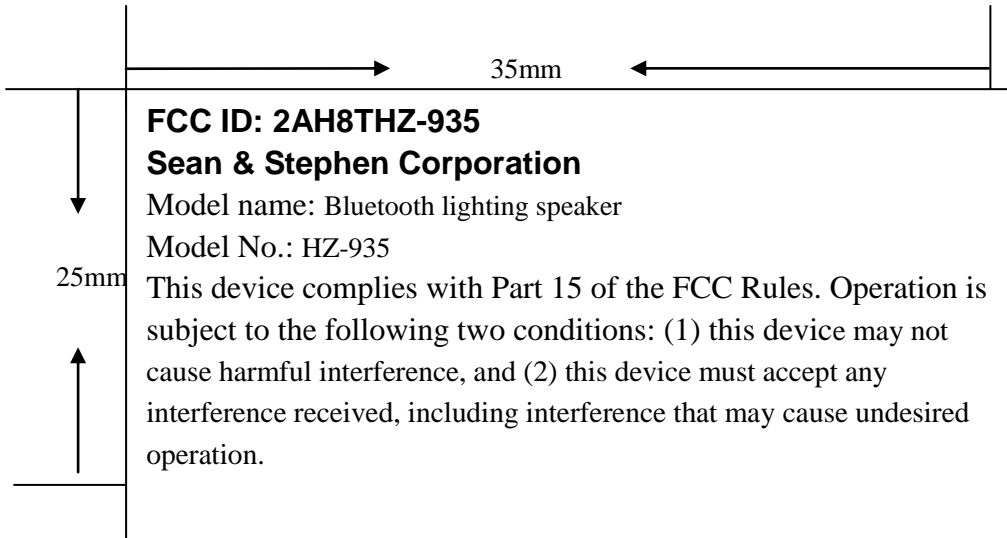 35mm
FCC ID: 2AH8THZ-935
Sean & Stephen Corporation
Model name: Bluetooth lighting speaker
Model No.: HZ-935
25mm
This device complies with Part 15 of the FCC Rules. Operation is
subject to the following two conditions: (1) this device may not
cause harmful interference, and (2) this device must accept any
interference received, including interference that may cause undesired
operation.